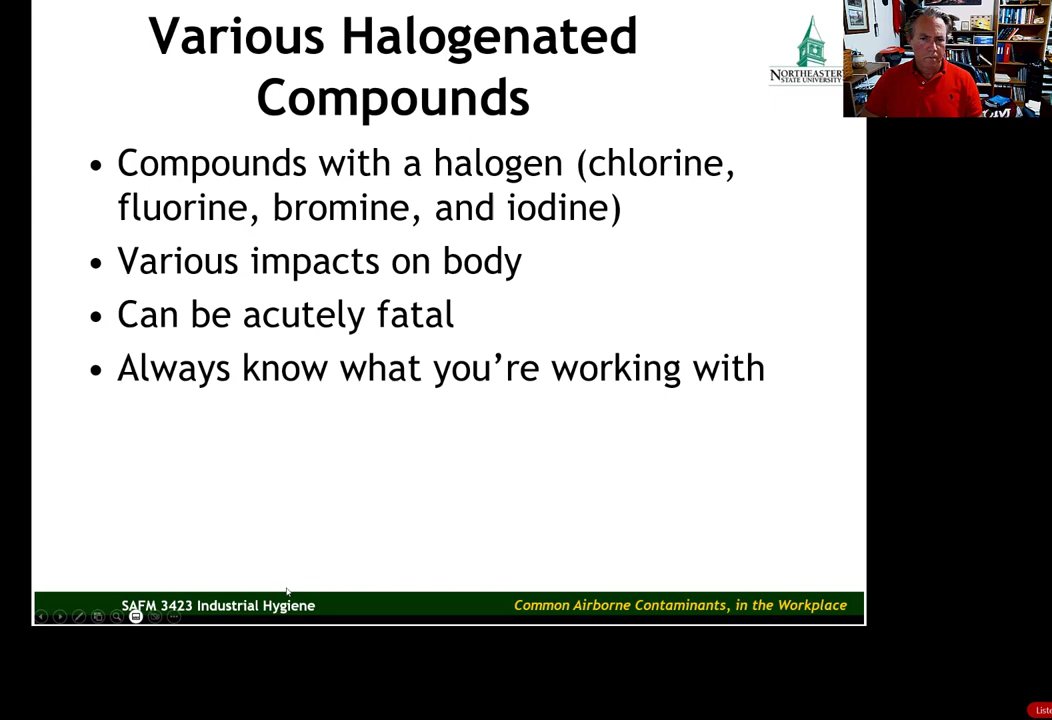 Various Halogenated
Compounds
NORTHEASTER
STATE UNIVERSITY
• Compounds with a halogen (chlorine,
fluorine, bromine, and iodine)
• Various impacts on body
• Can be acutely fatal
• Always know what you’re working with
SAFM 3423 Industrial Hygiene
Common Airborne Contaminants, in the Workplace
Liste